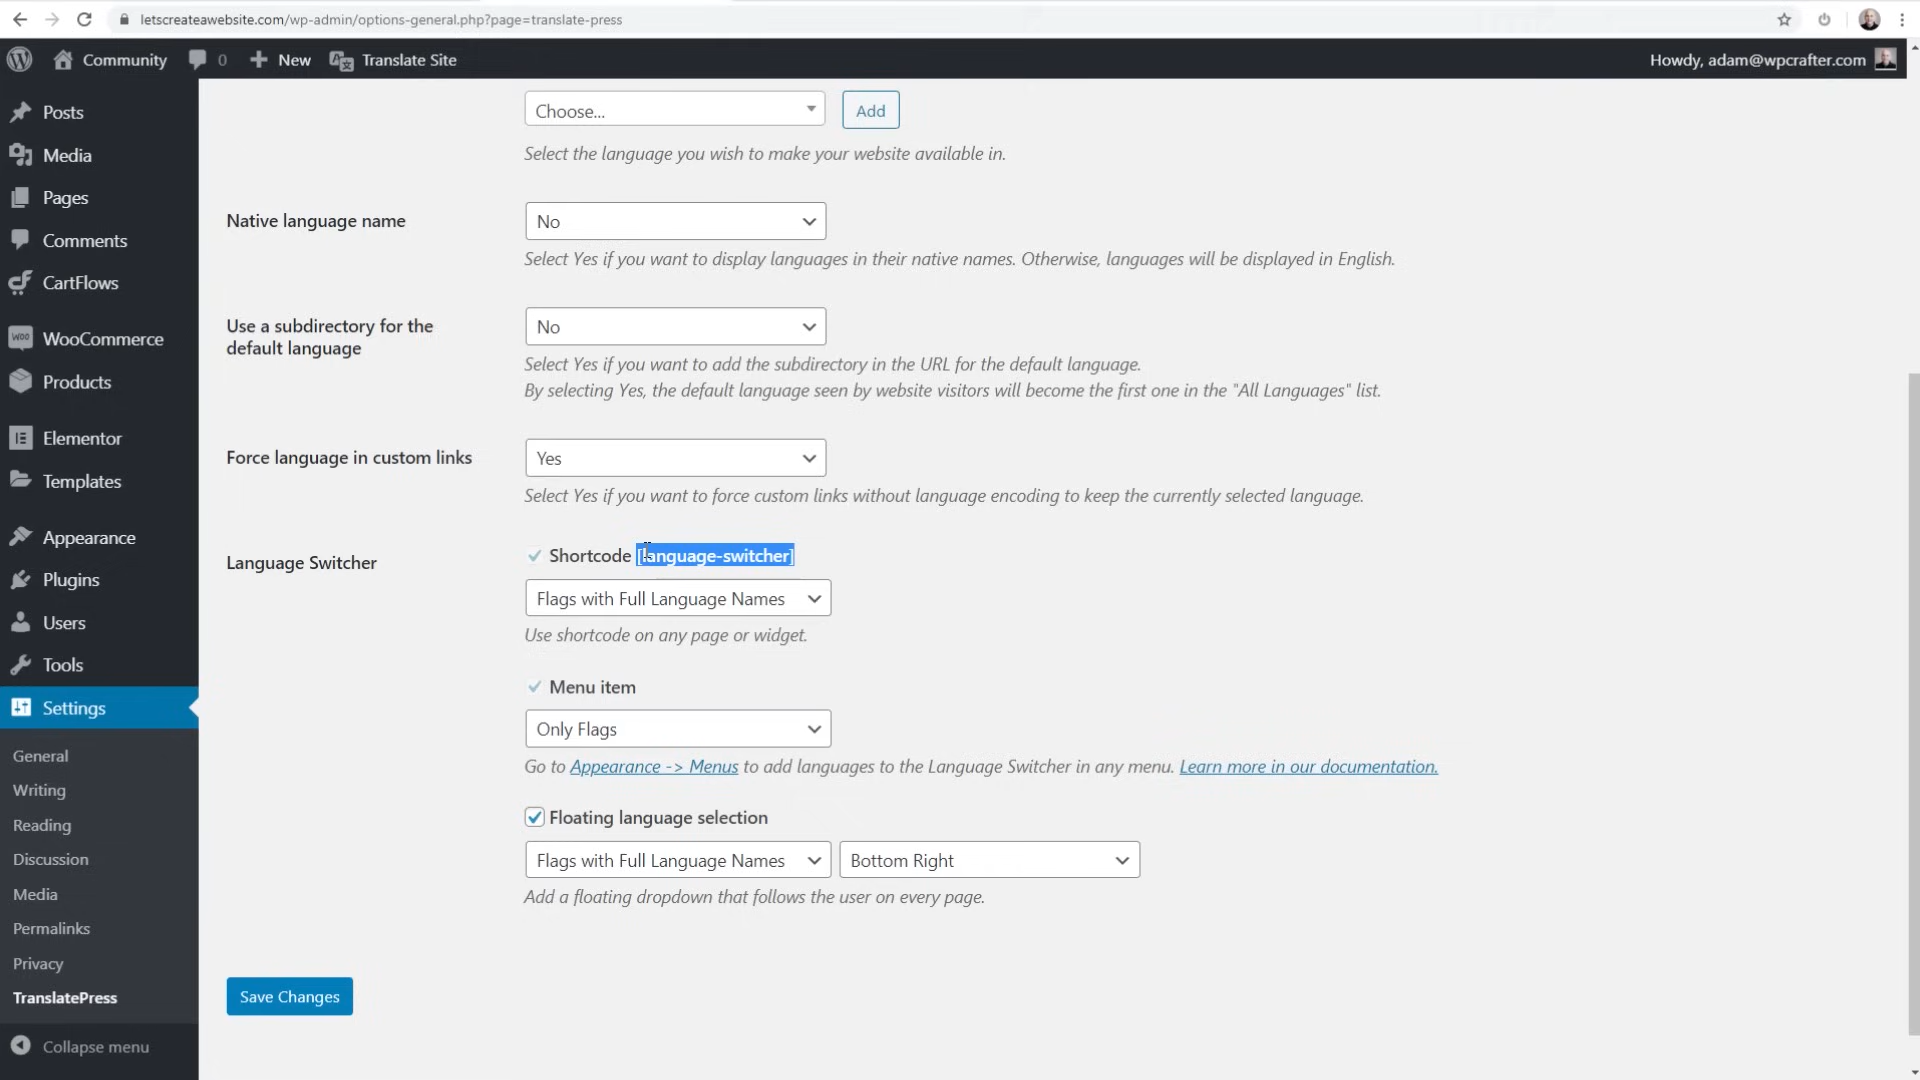 letscreateawebsite.com/wp-admin/options-general.php?page=translate-press
Community
0
New
Translate Site
Howdy, adam@wpcrafter.com
Posts
Media
Pages
Comments
CartFlows
WooCommerce
Products
Elementor
Templates
Appearance
Plugins
Users
Tools
Settings
General
Writing
Reading
Discussion
Media
Permalinks
Privacy
TranslatePress
Collapse menu
Choose...
Add
Select the language you wish to make your website available in.
Native language name
No
Select Yes if you want to display languages in their native names. Otherwise, languages will be displayed in English.
Use a subdirectory for the
default language
No
Select Yes if you want to add the subdirectory in the URL for the default language.
By selecting Yes, the default language seen by website visitors will become the first one in the "All Languages" list.
Force language in custom links
Yes
Select Yes if you want to force custom links without language encoding to keep the currently selected language.
Language Switcher
Shortcode [language-switcher]
Flags with Full Language Names
Use shortcode on any page or widget.
Menu item
Only Flags
Go to Appearance -> Menus to add languages to the Language Switcher in any menu. Learn more in our documentation.
Floating language selection
Flags with Full Language Names
Bottom Right
Add a floating dropdown that follows the user on every page.
Save Changes